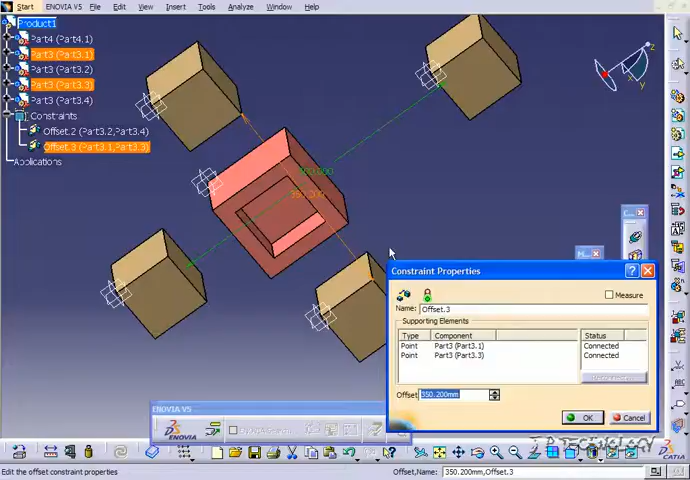 Start ENOVIA V5 File Edit View Insert Tools Analyze Window Help
Product1
Part4 (Part4.1)
Part3 (Part3.1)
Part3 (Part3.2)
Part3 (Part3.3)
Part3 (Part3.4)
Constraints
Offset.2 (Part3.2,Part3.4)
Offset.3 (Part3.1,Part3.3)
Applications
z
x
y
350.200
C...
M...
Constraint Properties
Measure
Name: Offset.3
Supporting Elements
Type Component Status
Point Part3 (Part3.1) Connected
Point Part3 (Part3.3) Connected
Offset 350.200mm
OK Cancel
ENOVIA V5
ENOVIA
CATIA
Edit the offset constraint properties
Offset,Name: 350.200mm,Offset.3